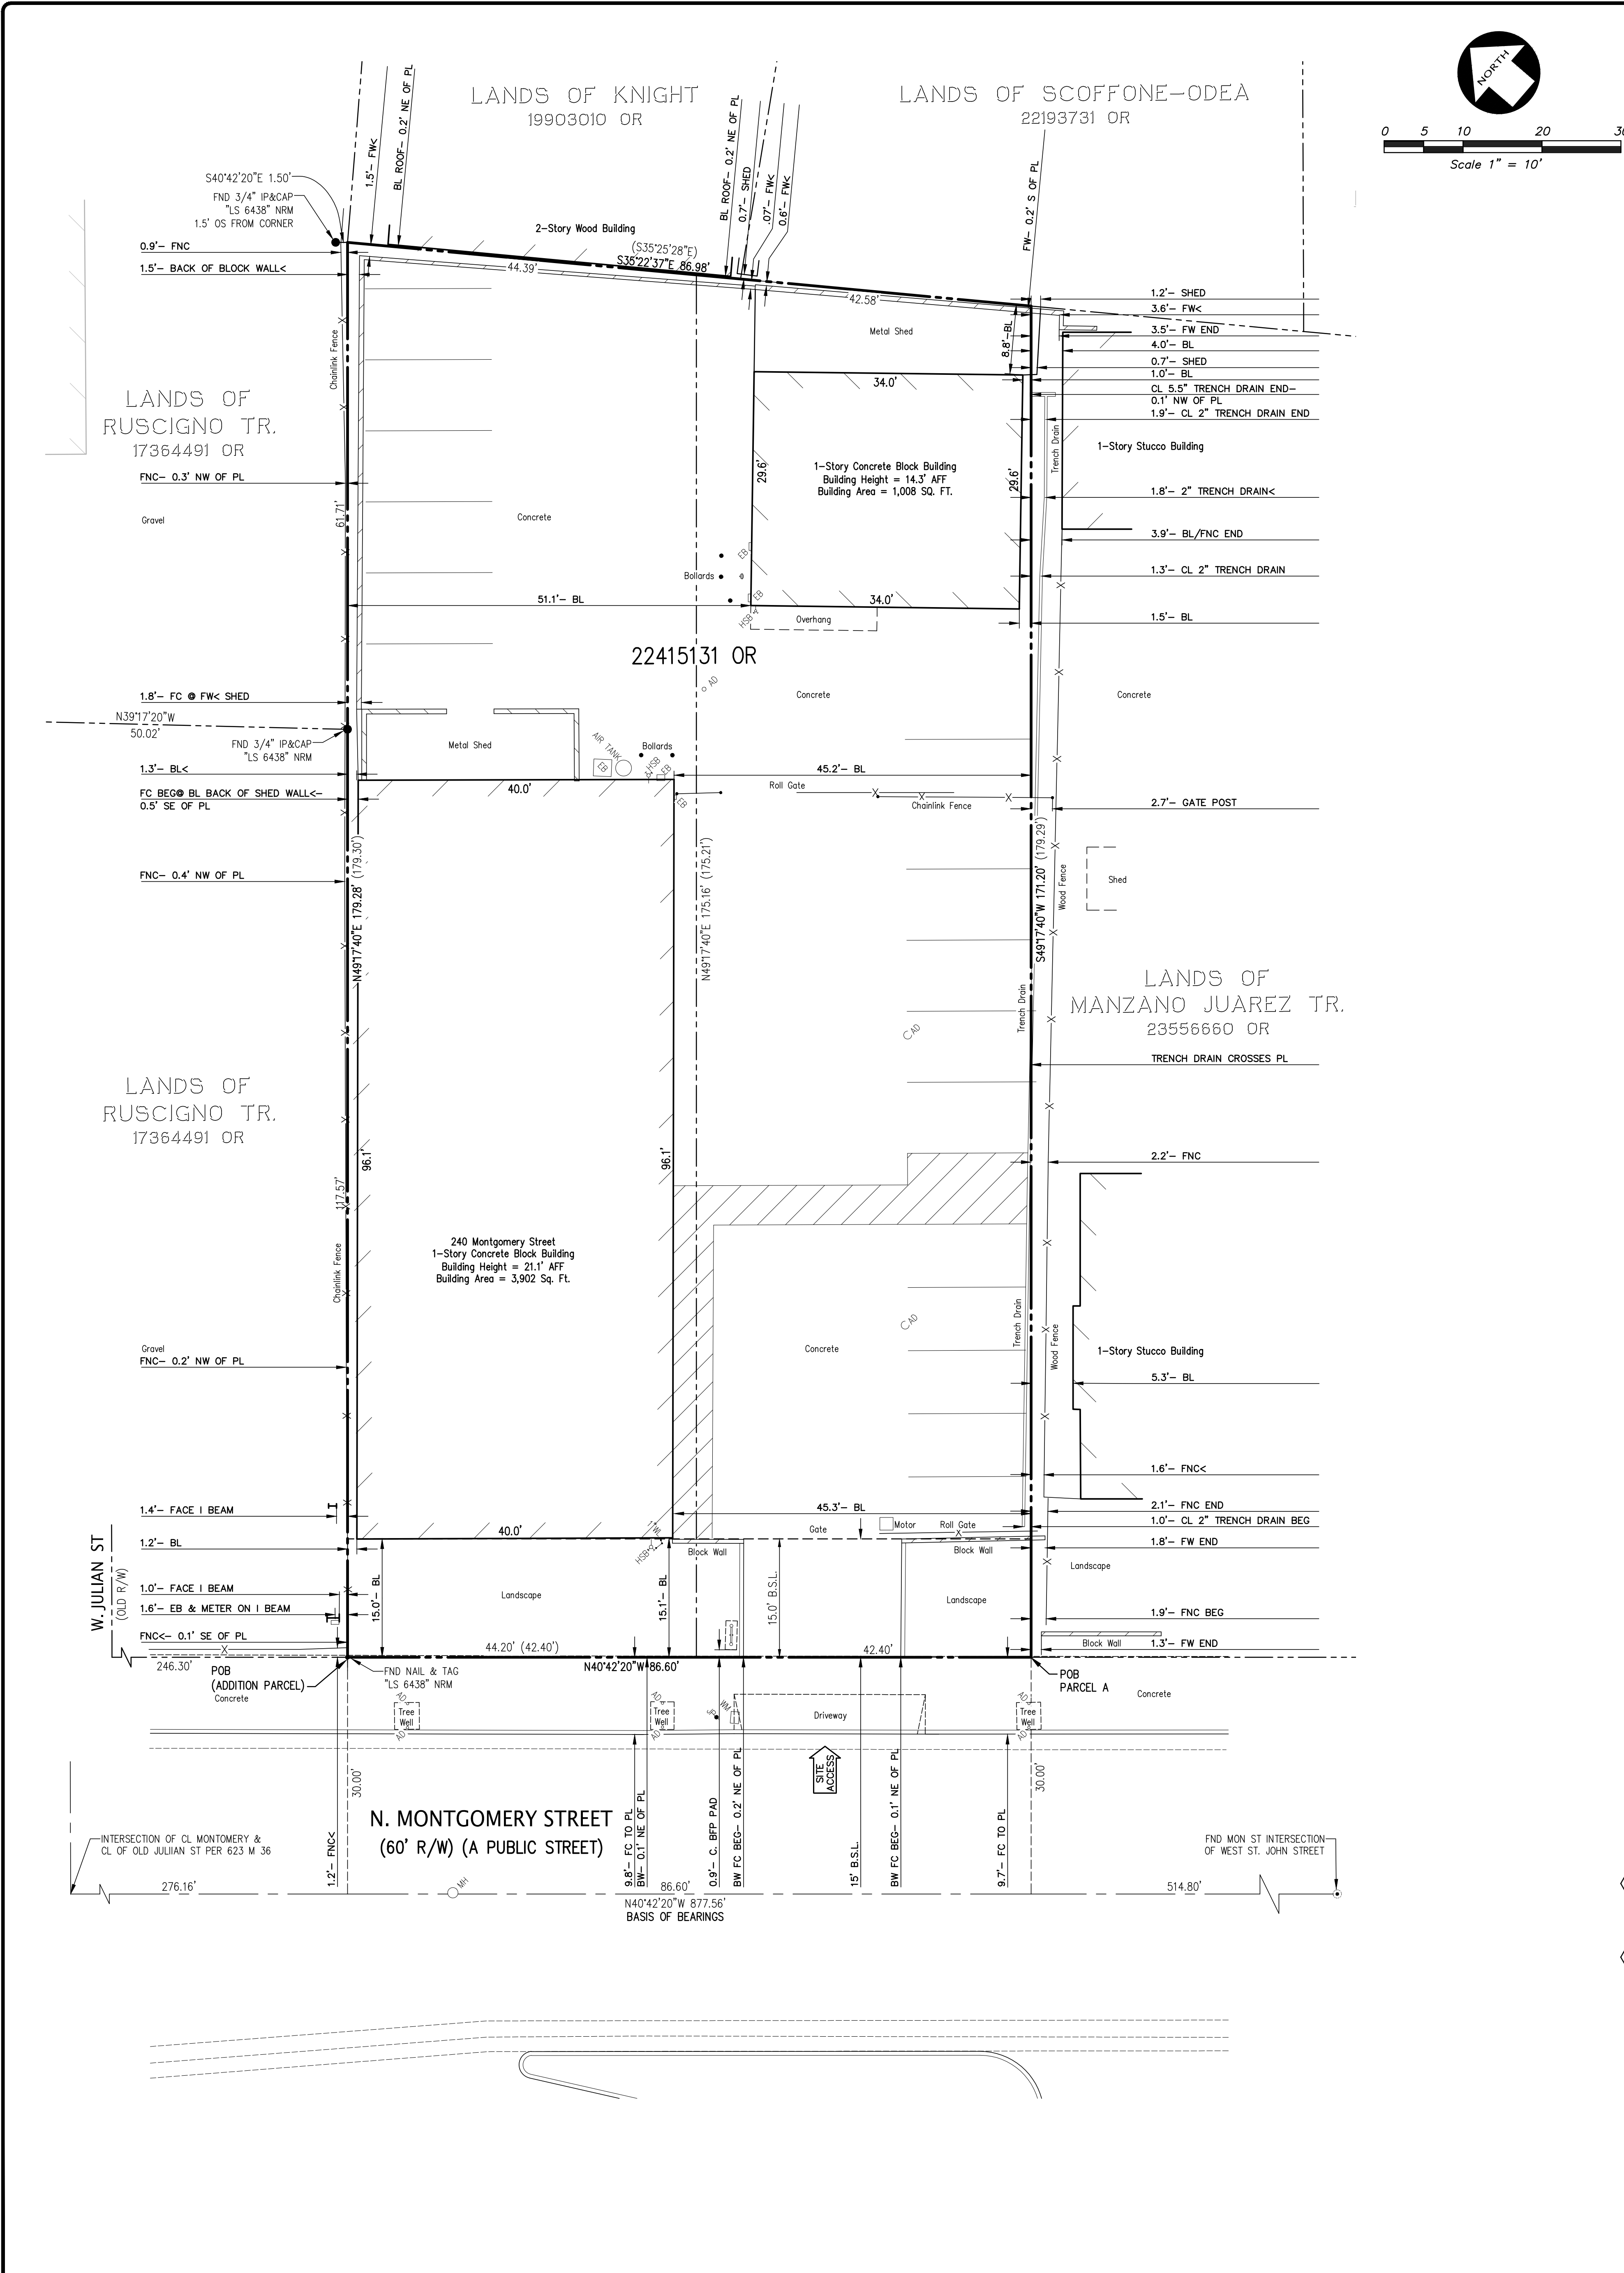 NORTH
0 5 10 20
Scale 1" = 10'
LANDS OF KNIGHT
19903010 OR
LANDS OF SCOFFONE-ODEA
22193731 OR
1.5'- FW<
BL ROOF- 0.2' NE OF PL
BL ROOF- 0.2' NE OF PL
0.7'- SHED
.07'- FW<
0.6'- FW<
FW- 0.2' S OF PL
S40°42'20"E 1.50'
FND 3/4" IP&CAP
"LS 6438" NRM
1.5' OS FROM CORNER
0.9'- FNC
1.5'- BACK OF BLOCK WALL<
2-Story Wood Building
(S35°25'28"E)
S35°22'37"E 86.98'
44.39'
42.58'
Metal Shed
8.8'-BL
1.2'- SHED
3.6'- FW<
3.5'- FW END
4.0'- BL
0.7'- SHED
1.0'- BL
CL 5.5" TRENCH DRAIN END-
0.1' NW OF PL
1.9'- CL 2" TRENCH DRAIN END
Chainlink Fence
LANDS OF
RUSCIGNO TR.
17364491 OR
34.0'
29.6'
29.6'
1-Story Concrete Block Building
Building Height = 14.3' AFF
Building Area = 1,008 SQ. FT.
Trench Drain
1-Story Stucco Building
FNC- 0.3' NW OF PL
61.71'
Gravel
Concrete
1.8'- 2" TRENCH DRAIN<
3.9'- BL/FNC END
EB
Bollards
EB
HSB
1.3'- CL 2" TRENCH DRAIN
51.1'- BL
34.0'
Overhang
1.5'- BL
22415131 OR
AD
Concrete
Concrete
1.8'- FC @ FW< SHED
N39°17'20"W
50.02'
FND 3/4" IP&CAP
"LS 6438" NRM
Metal Shed
AIR TANK
EB
Bollards
HSB
EB
1.3'- BL<
45.2'- BL
Roll Gate
40.0'
FC BEG@ BL BACK OF SHED WALL<-
0.5' SE OF PL
EB
Chainlink Fence
2.7'- GATE POST
N49°17'40"E 179.28' (179.30')
N49°17'40"E 175.16' (175.21')
S49°17'40"W 171.20' (179.29')
FNC- 0.4' NW OF PL
Wood Fence
Shed
LANDS OF
MANZANO JUAREZ TR.
23556660 OR
Trench Drain
AD
TRENCH DRAIN CROSSES PL
LANDS OF
RUSCIGNO TR.
17364491 OR
96.1'
96.1'
2.2'- FNC
117.57'
Chainlink Fence
240 Montgomery Street
1-Story Concrete Block Building
Building Height = 21.1' AFF
Building Area = 3,902 Sq. Ft.
AD
Trench Drain
Wood Fence
Gravel
FNC- 0.2' NW OF PL
Concrete
1-Story Stucco Building
5.3'- BL
1.6'- FNC<
1.4'- FACE I BEAM
45.3'- BL
2.1'- FNC END
40.0'
Gate
Motor
Roll Gate
1.0'- CL 2" TRENCH DRAIN BEG
1.2'- BL
HSB
Block Wall
Block Wall
1.8'- FW END
Landscape
W. JULIAN ST
(OLD R/W)
1.0'- FACE I BEAM
1.6'- EB & METER ON I BEAM
15.0'- BL
Landscape
15.1'- BL
15.0' B.S.L.
Landscape
1.9'- FNC BEG
FNC<- 0.1' SE OF PL
44.20' (42.40')
42.40'
Block Wall
1.3'- FW END
246.30'
POB
(ADDITION PARCEL)
Concrete
FND NAIL & TAG
"LS 6438" NRM
N40°42'20"W 86.60'
POB
PARCEL A
Concrete
AD
Tree
Well
AD
AD
Tree
Well
AD
JP
WM
Driveway
AD
Tree
Well
AD
SITE
ACCESS
30.00'
30.00'
N. MONTGOMERY STREET
(60' R/W) (A PUBLIC STREET)
INTERSECTION OF CL MONTOMERY &
CL OF OLD JULIIAN ST PER 623 M 36
1.2'- FNC<
9.8'- FC TO PL
BW- 0.1' NE OF PL
0.9'- C. BFP PAD
BW FC BEG- 0.2' NE OF PL
15' B.S.L.
BW FC BEG- 0.1' NE OF PL
9.7'- FC TO PL
FND MON ST INTERSECTION
OF WEST ST. JOHN STREET
276.16'
MH
86.60'
514.80'
N40°42'20"W 877.56'
BASIS OF BEARINGS